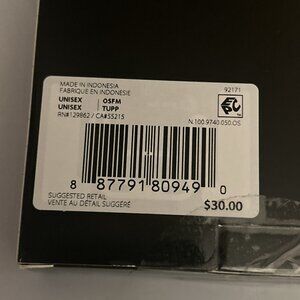 MADE IN INDONESIA
FABRIQUÉ EN INDONÉSIE
92171
UNISEX | OSFM
UNISEX | TUPP
RN#129862 / CA#55215
N.100.9740.050.OS
8 87791 80949 0
SUGGESTED RETAIL
VENTE AU DÉTAIL SUGGÉRÉ
$30.00